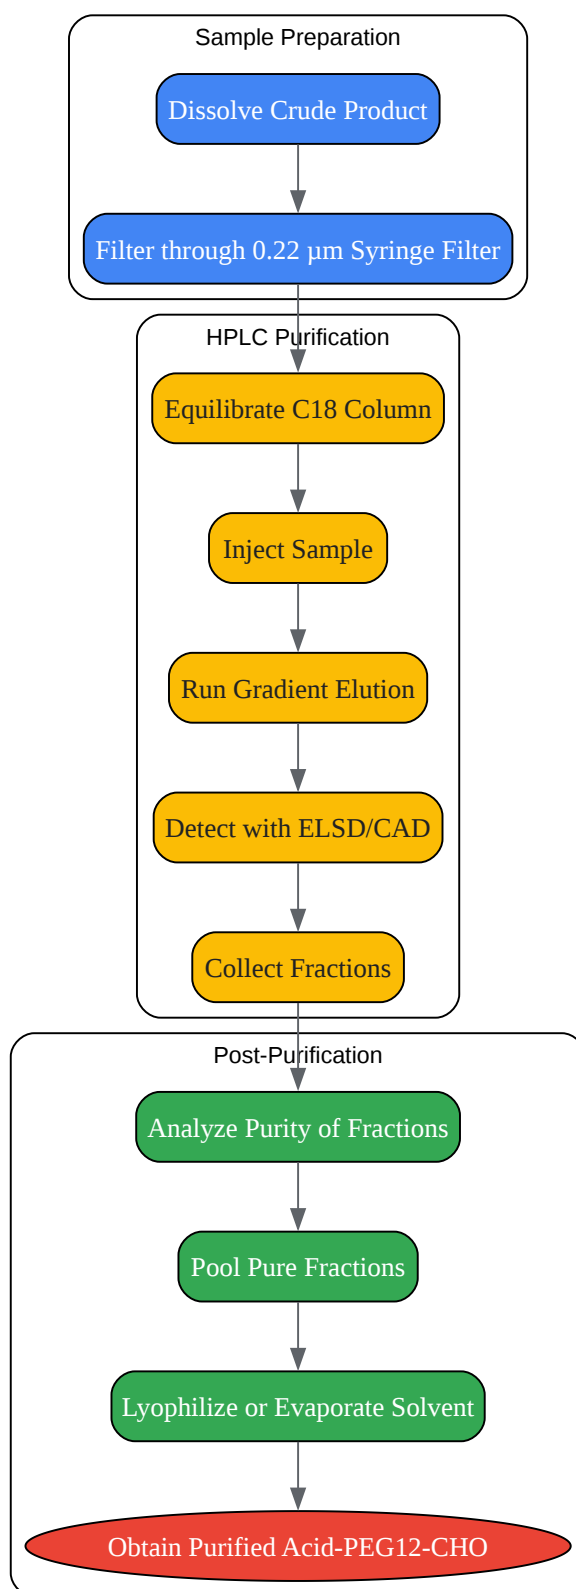 Sample Preparation
Dissolve Crude Product
Filter through 0.22 µm Syringe Filter
HPLC Purification
Equilibrate C18 Column
Inject Sample
Run Gradient Elution
Detect with ELSD/CAD
Collect Fractions
Post-Purification
Analyze Purity of Fractions
Pool Pure Fractions
Lyophilize or Evaporate Solvent
Obtain Purified Acid-PEG12-CHO